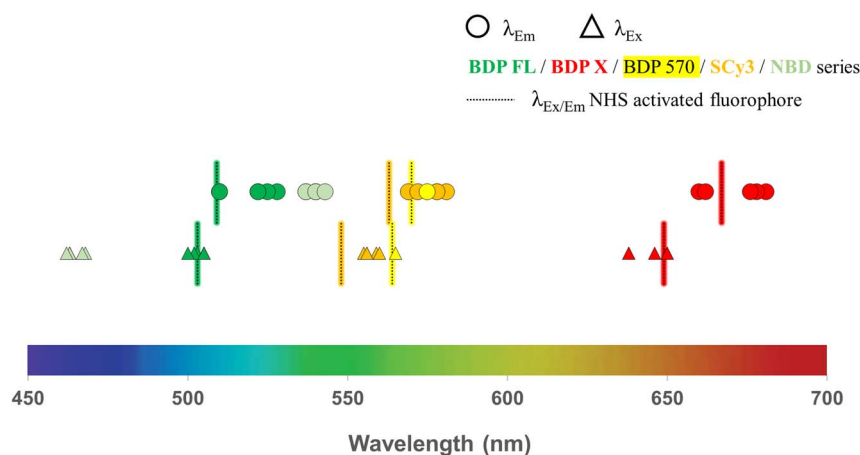 λEm λEx
BDP FL / BDP X / BDP 570 / SCy3 / NBD series
λEx/Em NHS activated fluorophore
450 500 550 600 650 700
Wavelength (nm)